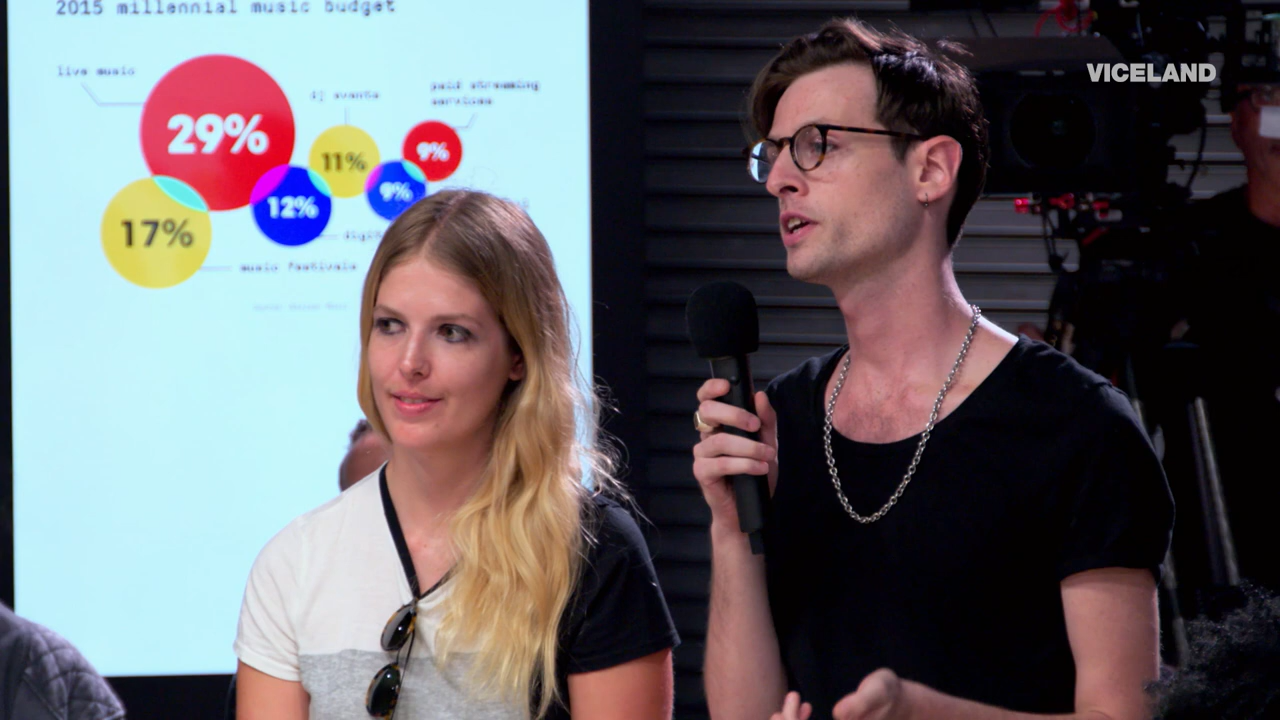 2015 millennial music budget
VICELAND
live music
paid streaming
services
dj events
29%
11%
9%
9%
12%
17%
music festivals